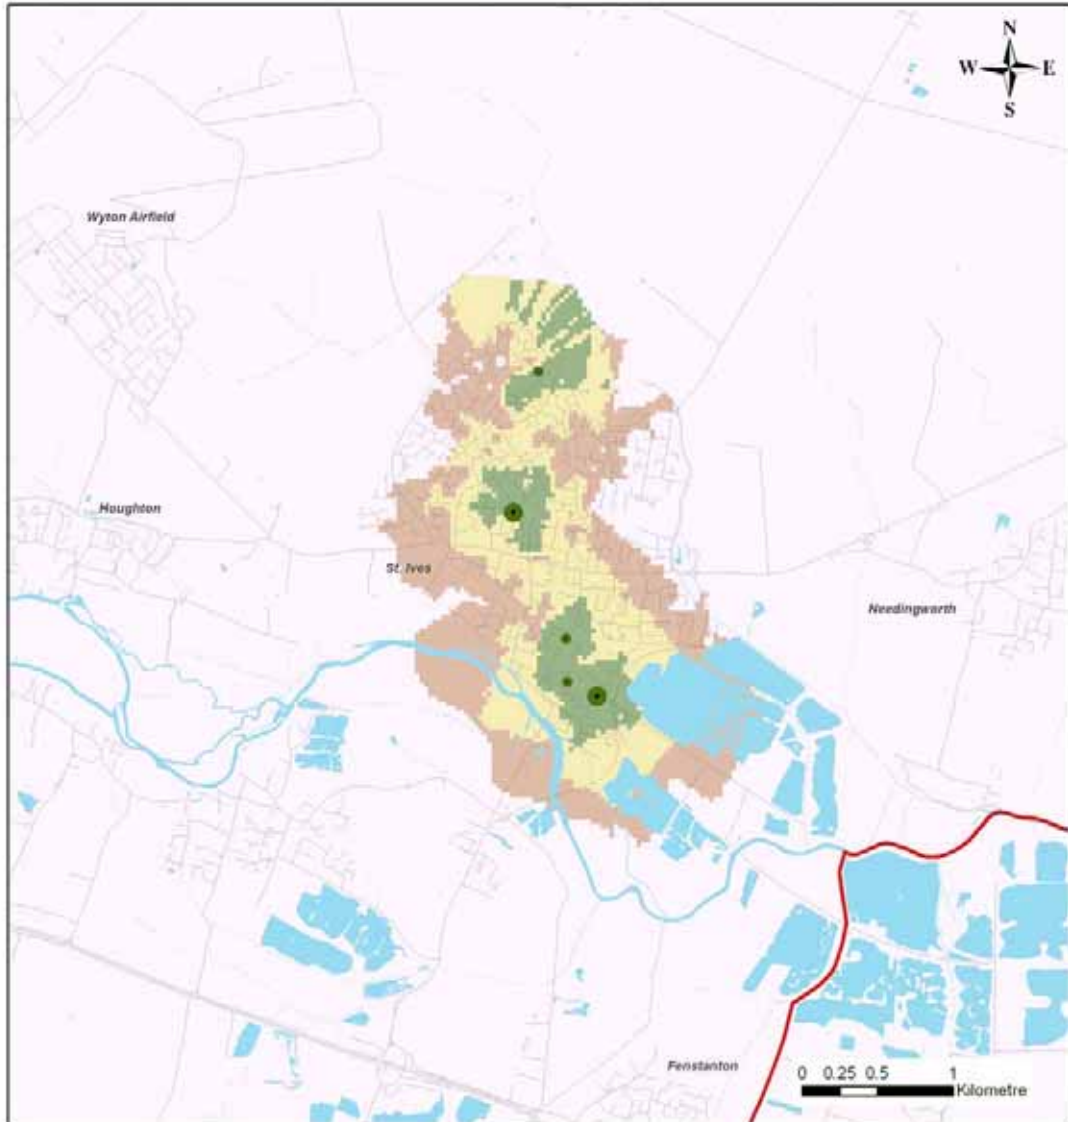 N
W E
S
Wyton Airfield
Houghton
St. Ives
Needingworth
Fenstanton
0 0.25 0.5 1
Kilometre